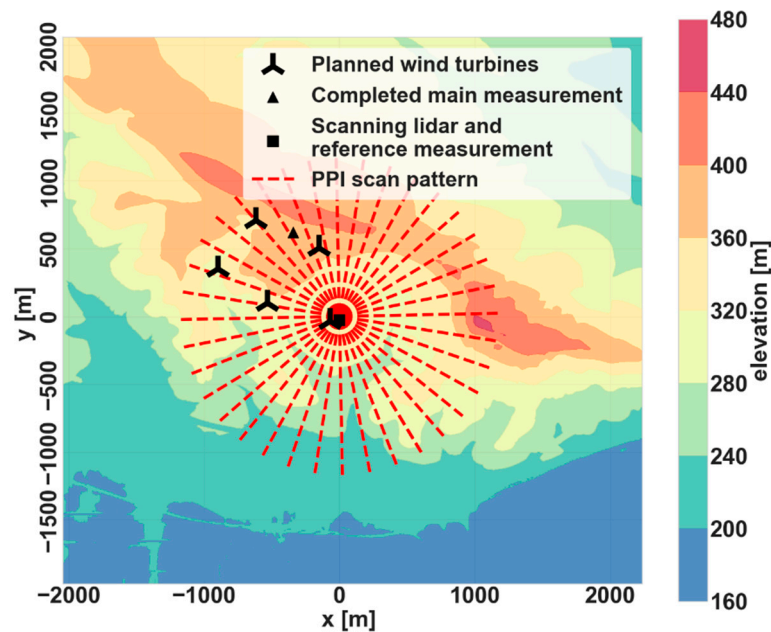 Planned wind turbines
Completed main measurement
Scanning lidar and
reference measurement
PPI scan pattern
2000
1500
1000
500
0
−500
−1000
−1500
y [m]
−2000
−1000
0
1000
2000
x [m]
480
440
400
360
320
280
240
200
160
elevation [m]